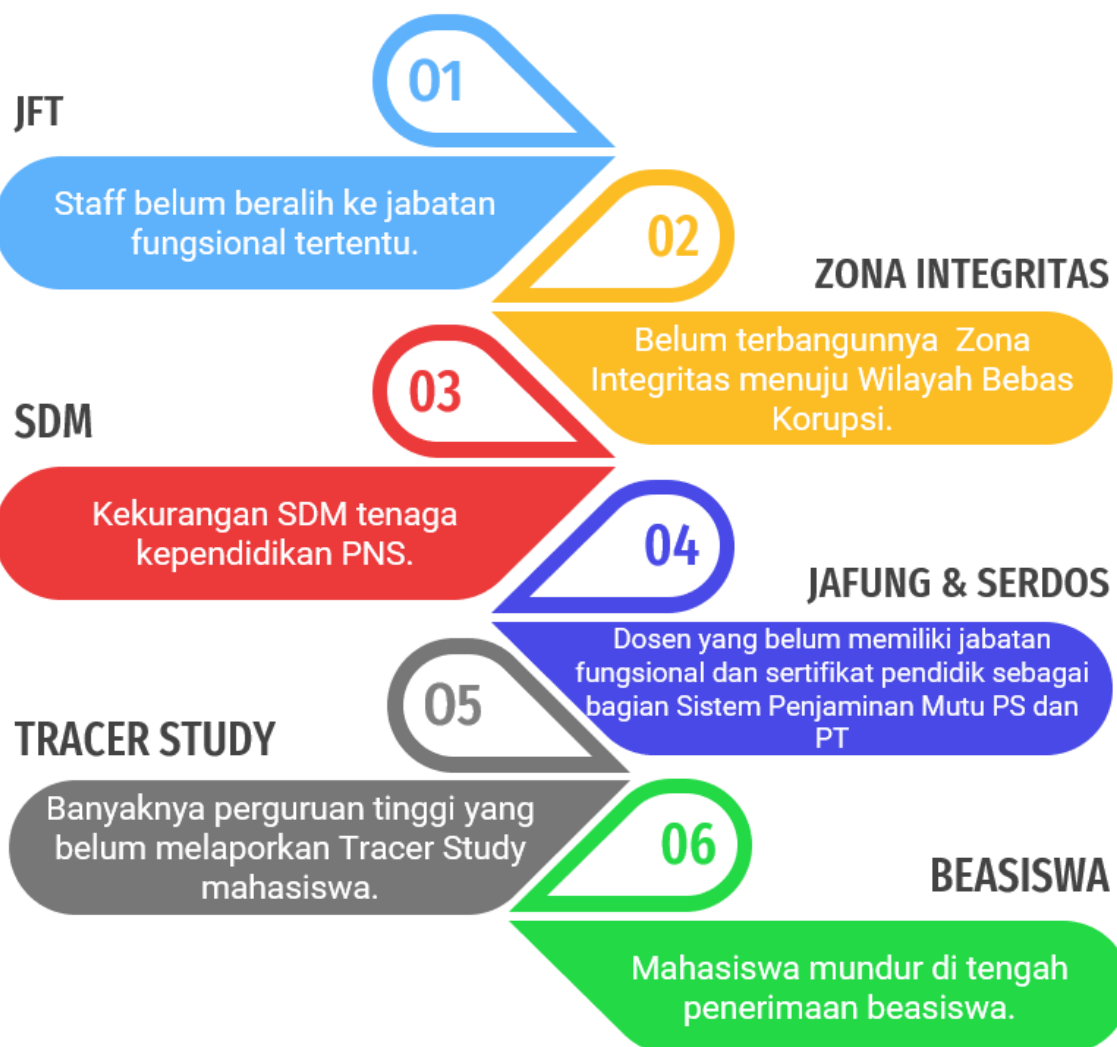 01
JFT
Staff belum beralih ke jabatan
fungsional tertentu.
02
ZONA INTEGRITAS
Belum terbangunnya  Zona
Integritas menuju Wilayah Bebas
Korupsi.
03
SDM
Kekurangan SDM tenaga
kependidikan PNS.
04
JAFUNG & SERDOS
Dosen yang belum memiliki jabatan
fungsional dan sertifikat pendidik sebagai
bagian Sistem Penjaminan Mutu PS dan
PT
05
TRACER STUDY
Banyaknya perguruan tinggi yang
belum melaporkan Tracer Study
mahasiswa.
06
BEASISWA
Mahasiswa mundur di tengah
penerimaan beasiswa.